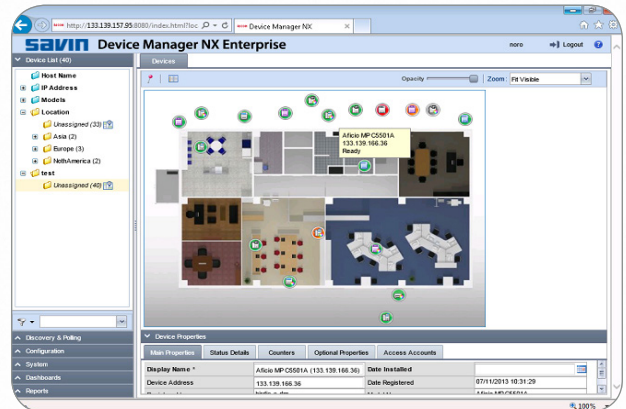 http://133.139.157.95:8080/index.html?loc
Device Manager NX
SAVIN Device Manager NX Enterprise
noro
Logout
Device List (40)
Devices
Host Name
IP Address
Models
Location
Unassigned (33)
Asia (2)
Europe (3)
NothAmerica (2)
test
Unassigned (40)
Opacity
Zoom: Fit Visible
Aficio MP C5501A
133.139.166.36
Ready
Discovery & Polling
Configuration
System
Dashboards
Reports
Device Properties
Main Properties
Status Details
Counters
Optional Properties
Access Accounts
Display Name *
Aficio MP C5501A (133.139.166.36)
Date Installed
Device Address
133.139.166.36
Date Registered
07/11/2013 10:31:29
100%